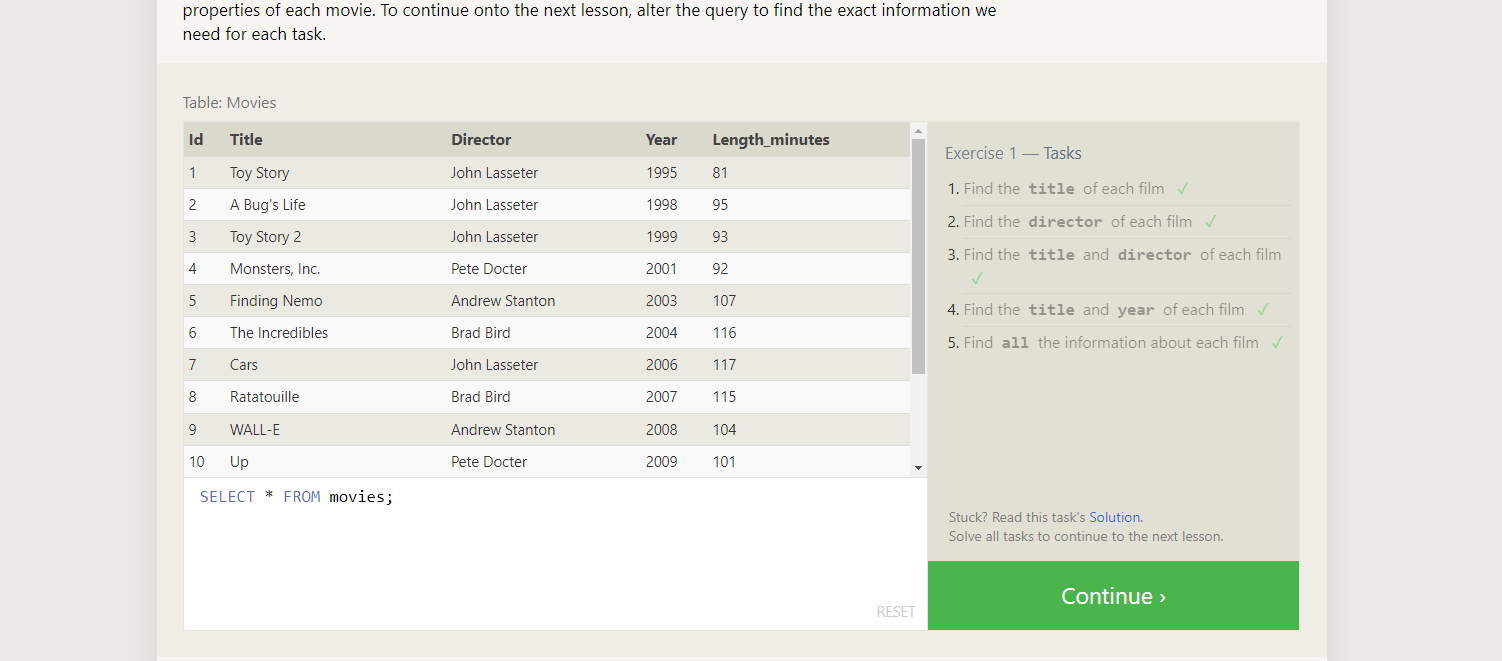 properties of each movie. To continue onto the next lesson, alter the query to find the exact information we
need for each task.
Table: Movies
Id Title Director Year Length_minutes
1 Toy Story John Lasseter 1995 81
2 A Bug's Life John Lasseter 1998 95
3 Toy Story 2 John Lasseter 1999 93
4 Monsters, Inc. Pete Docter 2001 92
5 Finding Nemo Andrew Stanton 2003 107
6 The Incredibles Brad Bird 2004 116
7 Cars John Lasseter 2006 117
8 Ratatouille Brad Bird 2007 115
9 WALL-E Andrew Stanton 2008 104
10 Up Pete Docter 2009 101
SELECT * FROM movies;
RESET
Exercise 1 — Tasks
1. Find the title of each film ✓
2. Find the director of each film ✓
3. Find the title and director of each film
✓
4. Find the title and year of each film ✓
5. Find all the information about each film ✓
Stuck? Read this task's Solution.
Solve all tasks to continue to the next lesson.
Continue ›